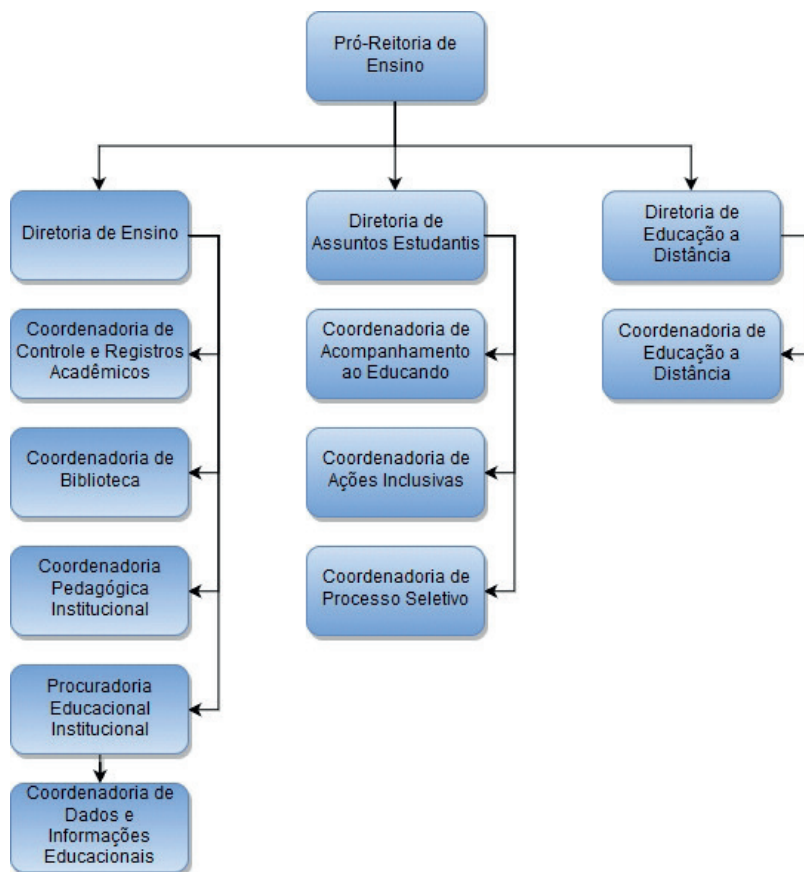 Pró-Reitoria de
Ensino
Diretoria de Ensino
Coordenadoria de
Controle e Registros
Acadêmicos
Coordenadoria de
Biblioteca
Coordenadoria
Pedagógica
Institucional
Procuradoria
Educacional
Institucional
Coordenadoria de
Dados e
Informações
Educacionais
Diretoria de
Assuntos Estudantis
Coordenadoria de
Acompanhamento
ao Educando
Coordenadoria de
Ações Inclusivas
Coordenadoria de
Processo Seletivo
Diretoria de
Educação a
Distância
Coordenadoria de
Educação a
Distância